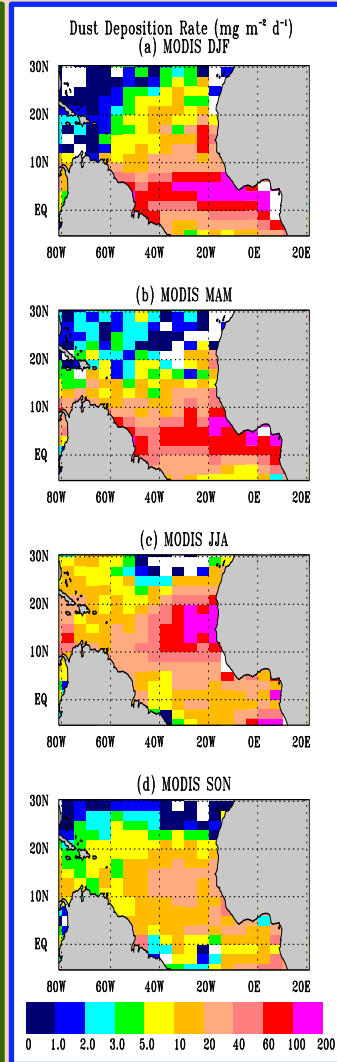 Dust Deposition Rate (mg m⁻² d⁻¹)
(a) MODIS DJF
30N
20N
10N
EQ
80W 60W 40W 20W 0E 20E
(b) MODIS MAM
30N
20N
10N
EQ
80W 60W 40W 20W 0E 20E
(c) MODIS JJA
30N
20N
10N
EQ
80W 60W 40W 20W 0E 20E
(d) MODIS SON
30N
20N
10N
EQ
80W 60W 40W 20W 0E 20E
0 1.0 2.0 3.0 5.0 10 20 40 60 100 200